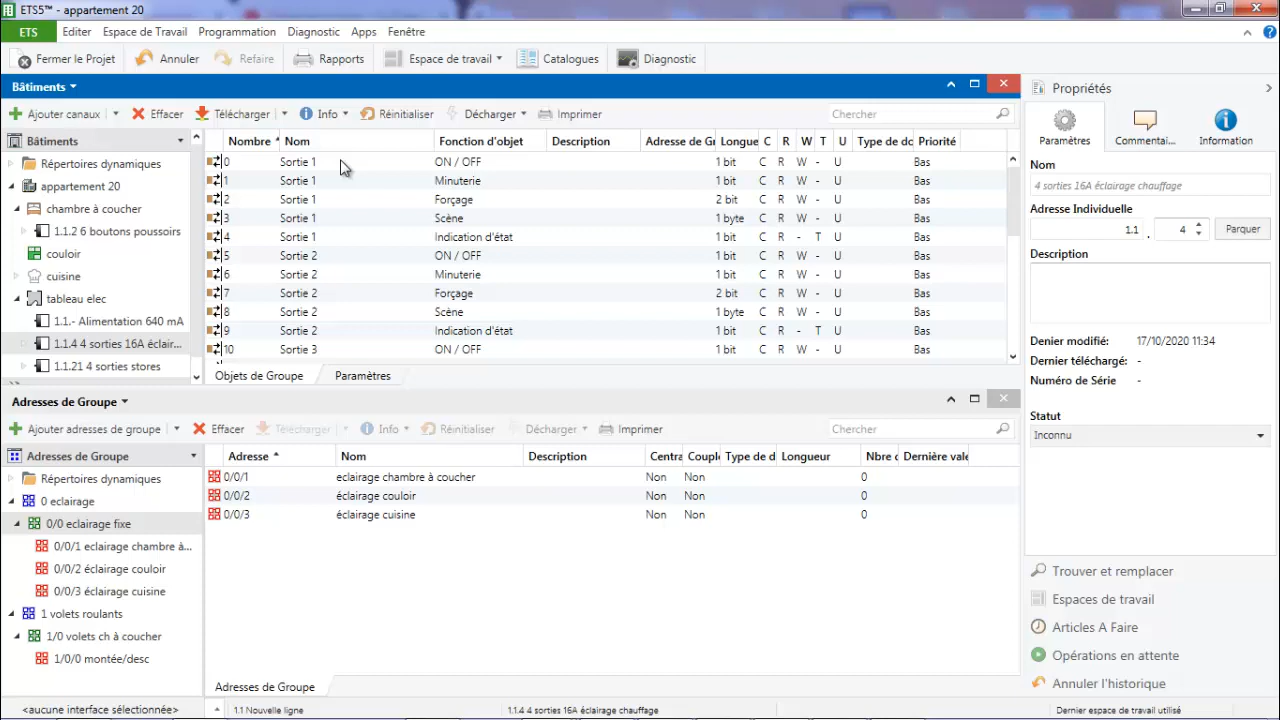 ETS5™ - appartement 20
ETS Editer Espace de Travail Programmation Diagnostic Apps Fenêtre
Fermer le Projet Annuler Refaire Rapports Espace de travail Catalogues Diagnostic
Bâtiments
Ajouter canaux Effacer Télécharger Info Réinitialiser Décharger Imprimer Chercher
Bâtiments
Répertoires dynamiques
appartement 20
chambre à coucher
1.1.2 6 boutons poussoirs
couloir
cuisine
tableau elec
1.1.- Alimentation 640 mA
1.1.4 4 sorties 16A éclair...
1.1.21 4 sorties stores
Nombre Nom Fonction d'objet Description Adresse de Gr Longue C R W T U Type de dc Priorité
0 Sortie 1 ON / OFF 1 bit C R W - U Bas
1 Sortie 1 Minuterie 1 bit C R W - U Bas
2 Sortie 1 Forçage 2 bit C R W - U Bas
3 Sortie 1 Scène 1 byte C R W - U Bas
4 Sortie 1 Indication d'état 1 bit C R - T U Bas
5 Sortie 2 ON / OFF 1 bit C R W - U Bas
6 Sortie 2 Minuterie 1 bit C R W - U Bas
7 Sortie 2 Forçage 2 bit C R W - U Bas
8 Sortie 2 Scène 1 byte C R W - U Bas
9 Sortie 2 Indication d'état 1 bit C R - T U Bas
10 Sortie 3 ON / OFF 1 bit C R W - U Bas
Objets de Groupe Paramètres
Adresses de Groupe
Ajouter adresses de groupe Effacer Télécharger Info Réinitialiser Décharger Imprimer Chercher
Adresses de Groupe
Répertoires dynamiques
0 eclairage
0/0 eclairage fixe
0/0/1 eclairage chambre à...
0/0/2 éclairage couloir
0/0/3 éclairage cuisine
1 volets roulants
1/0 volets ch à coucher
1/0/0 montée/desc
Adresse Nom Description Centra Couple Type de d Longueur Nbre d Dernière vale
0/0/1 eclairage chambre à coucher Non Non 0
0/0/2 éclairage couloir Non Non 0
0/0/3 éclairage cuisine Non Non 0
Adresses de Groupe
Propriétés
Paramètres Commentai... Information
Nom
4 sorties 16A éclairage chauffage
Adresse Individuelle
1.1 . 4 Parquer
Description
Denier modifié: 17/10/2020 11:34
Dernier téléchargé: -
Numéro de Série -
Statut
Inconnu
Trouver et remplacer
Espaces de travail
Articles A Faire
Opérations en attente
Annuler l'historique
<aucune interface sélectionnée> 1.1 Nouvelle ligne 1.1.4 4 sorties 16A éclairage chauffage Dernier espace de travail utilisé